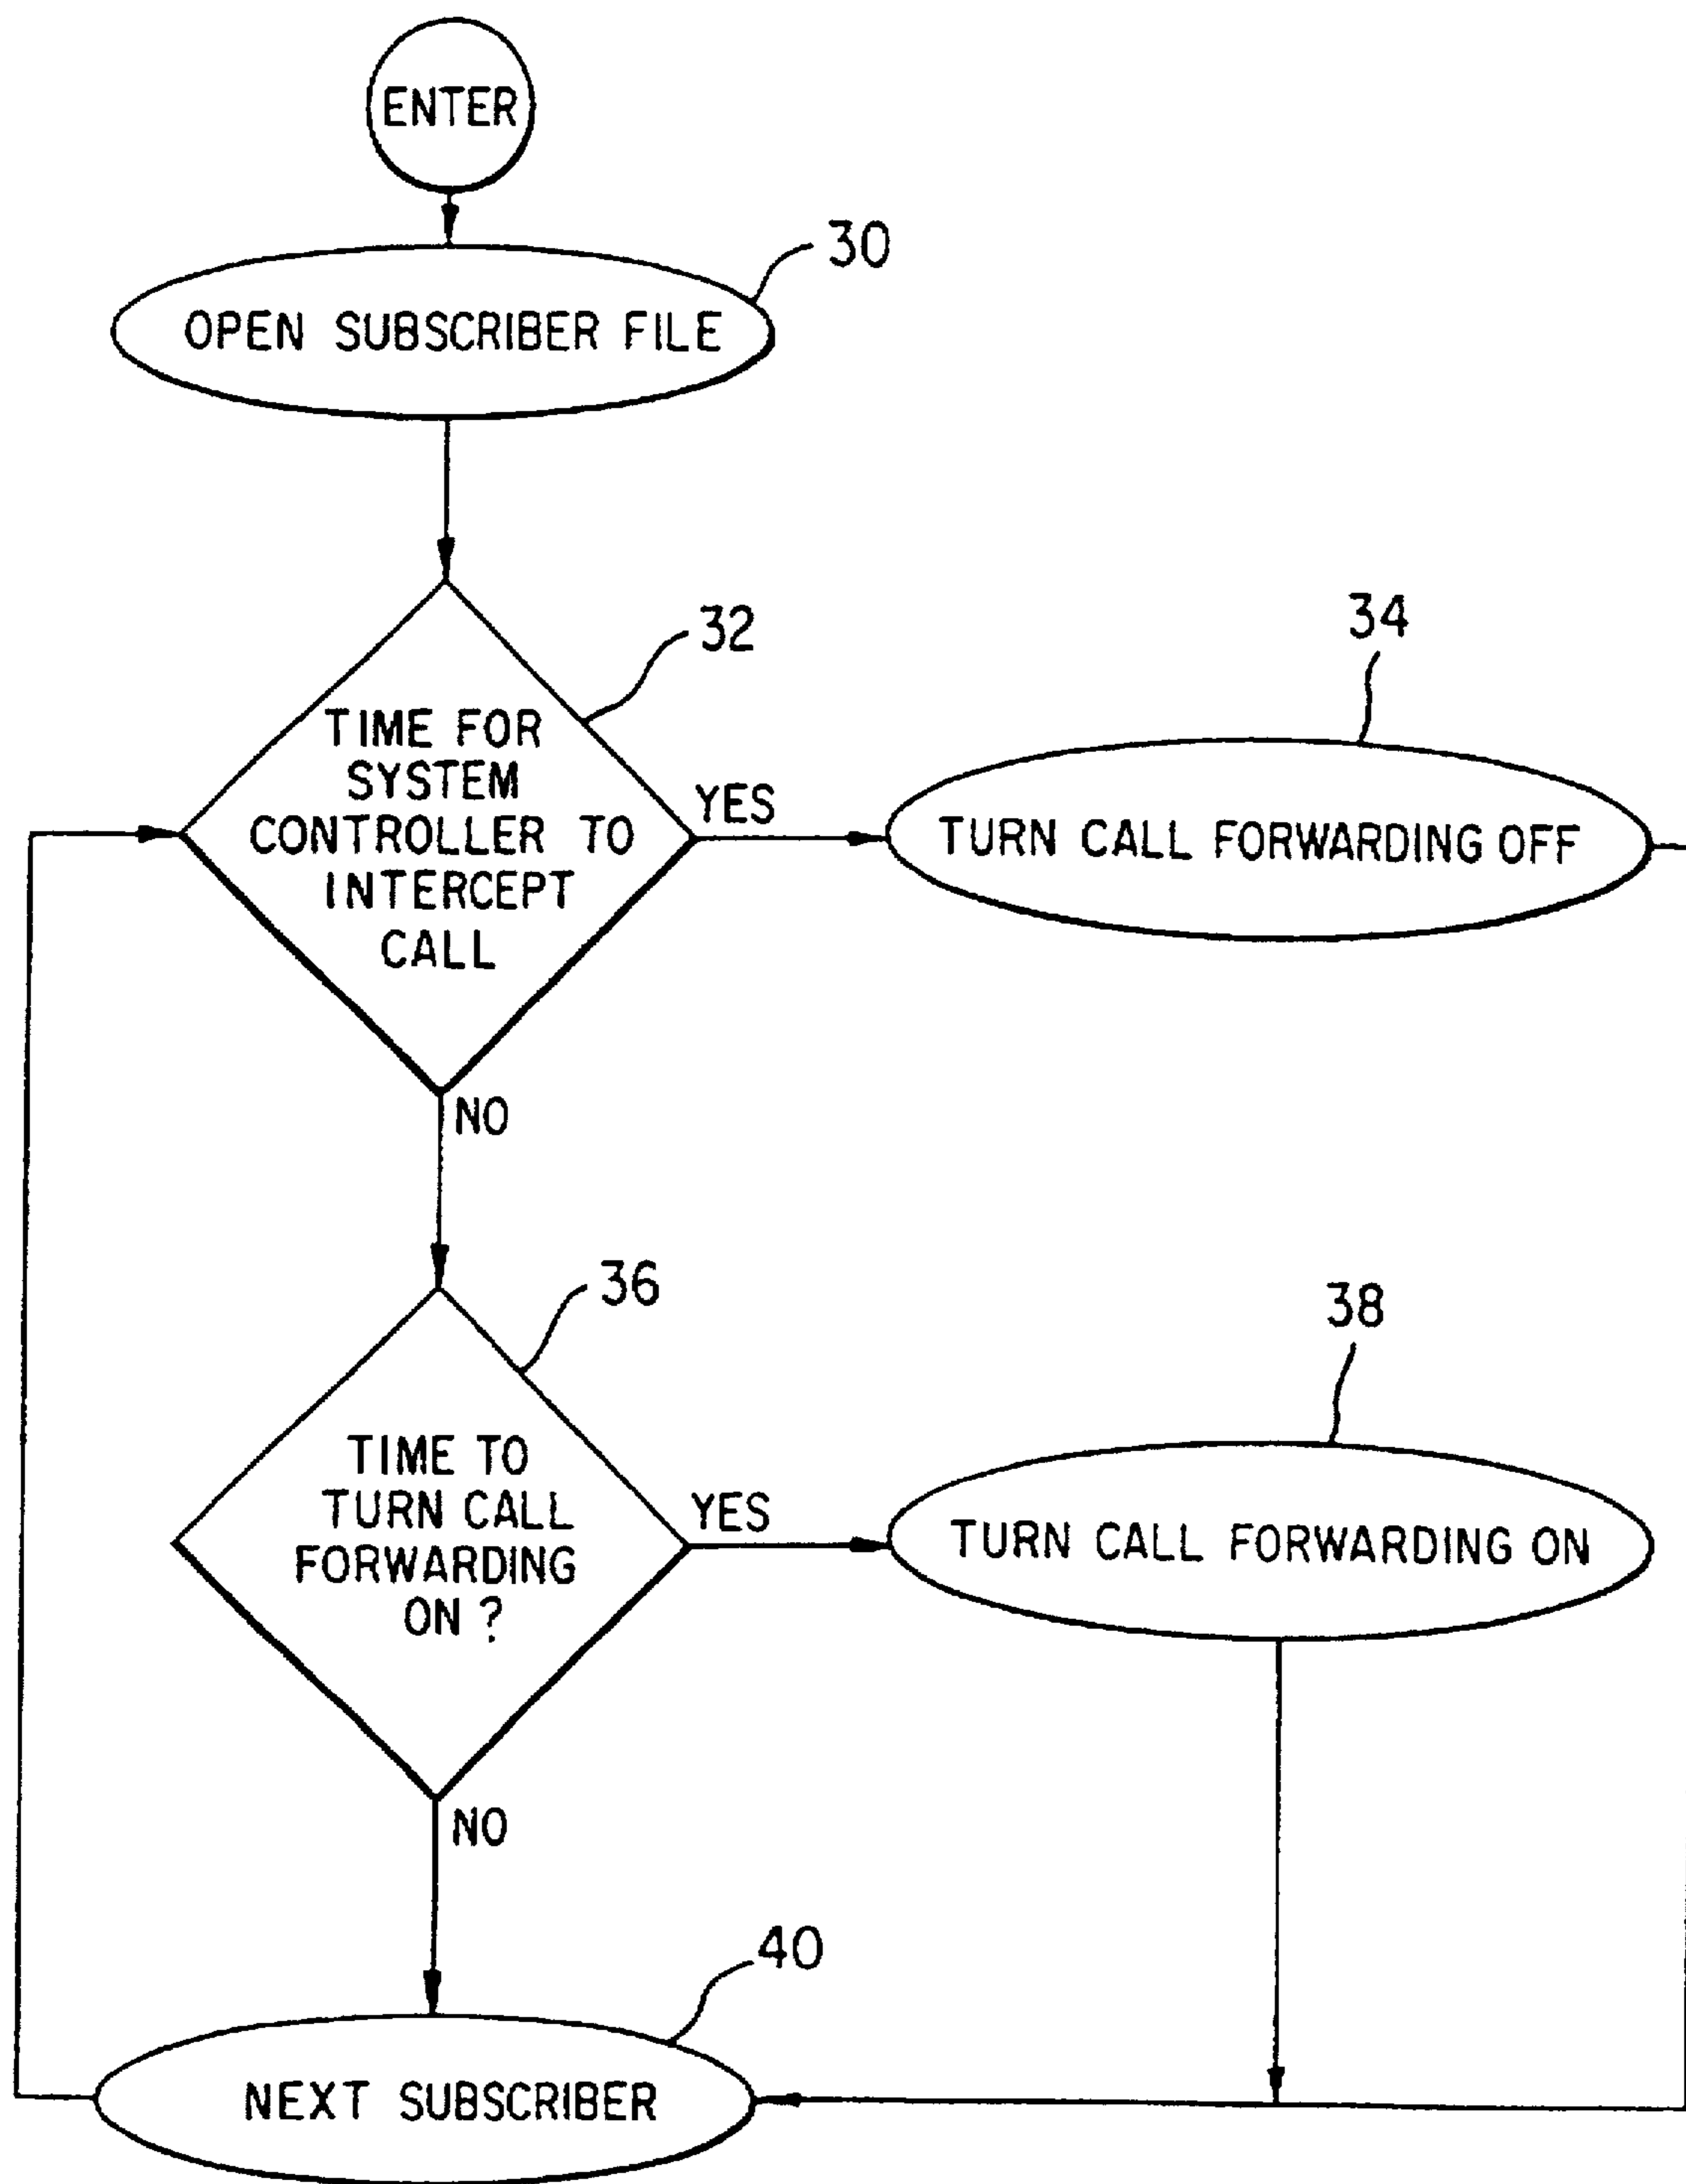 ENTER
30
OPEN SUBSCRIBER FILE
32
TIME FOR
SYSTEM
CONTROLLER TO
INTERCEPT
CALL
YES
34
TURN CALL FORWARDING OFF
NO
36
TIME TO
TURN CALL
FORWARDING
ON ?
YES
38
TURN CALL FORWARDING ON
NO
40
NEXT SUBSCRIBER